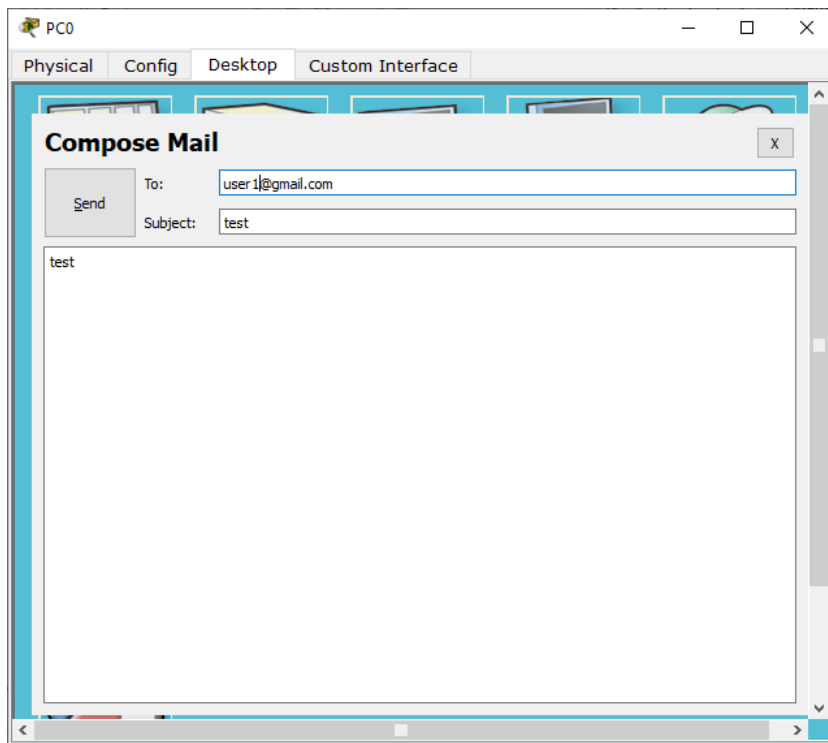 PC0
Physical Config Desktop Custom Interface
Compose Mail
X
Send
To: user1@gmail.com
Subject: test
test